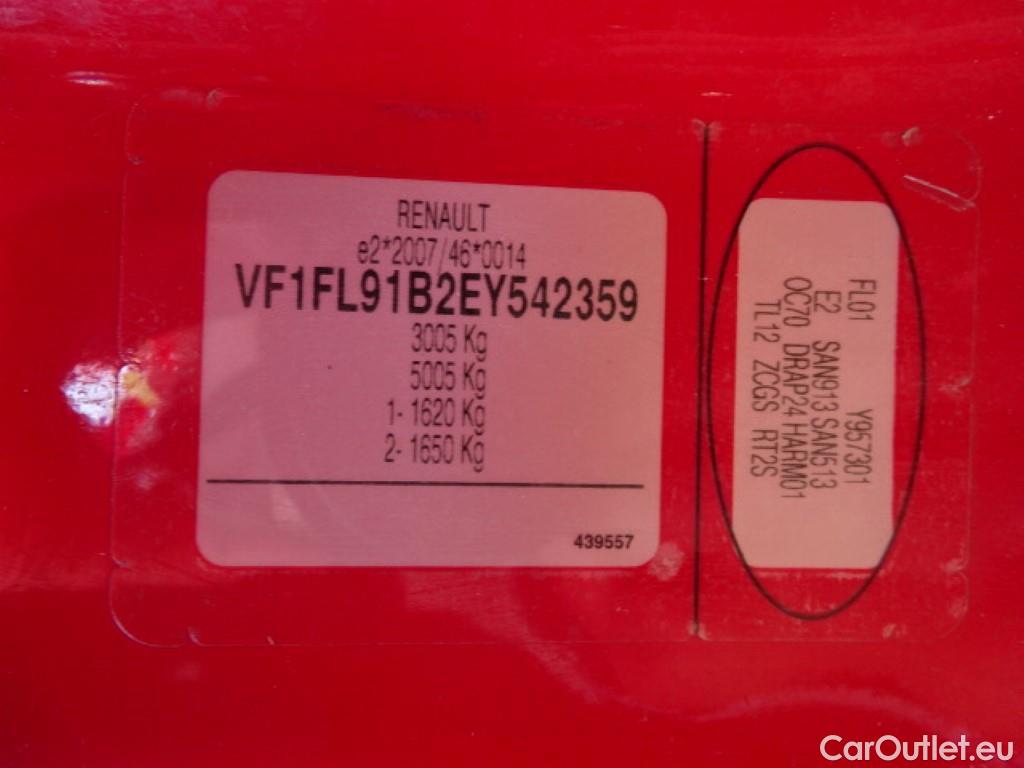 RENAULT
e2*2007/46*0014
VF1FL91B2EY542359
3005 Kg
5005 Kg
1- 1620 Kg
2- 1650 Kg
439557
FL01 Y957301
E2 SAN913 SAN513
OC70 DRAP24 HARM01
TL12 ZCGS RT2S
CarOutlet.eu